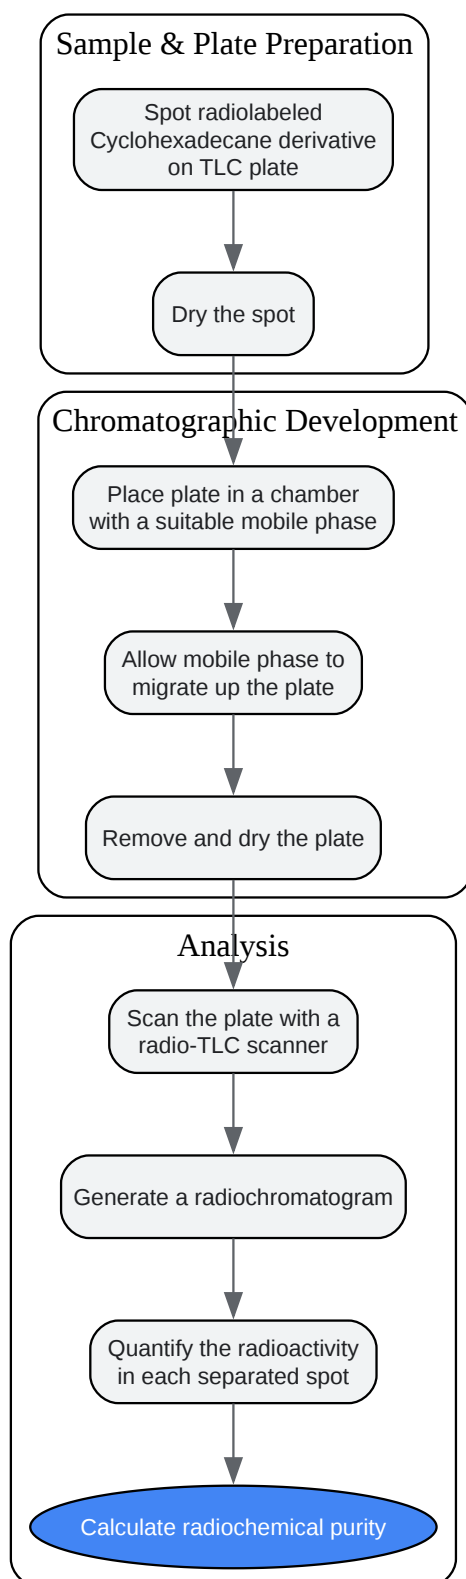 Sample & Plate Preparation
Spot radiolabeled
Cyclohexadecane derivative
on TLC plate
Dry the spot
Chromatographic Development
Place plate in a chamber
with a suitable mobile phase
Allow mobile phase to
migrate up the plate
Remove and dry the plate
Analysis
Scan the plate with a
radio-TLC scanner
Generate a radiochromatogram
Quantify the radioactivity
in each separated spot
Calculate radiochemical purity